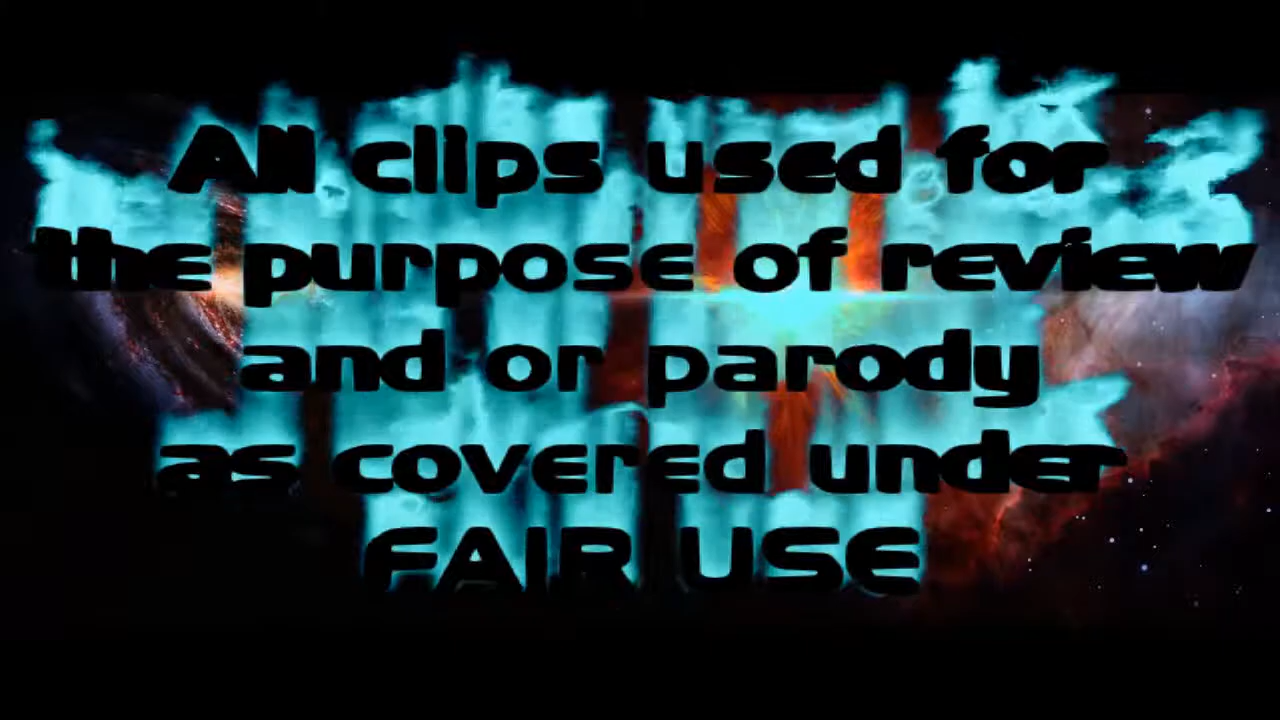 All clips used for
the purpose of review
and or parody
as covered under
FAIR USE